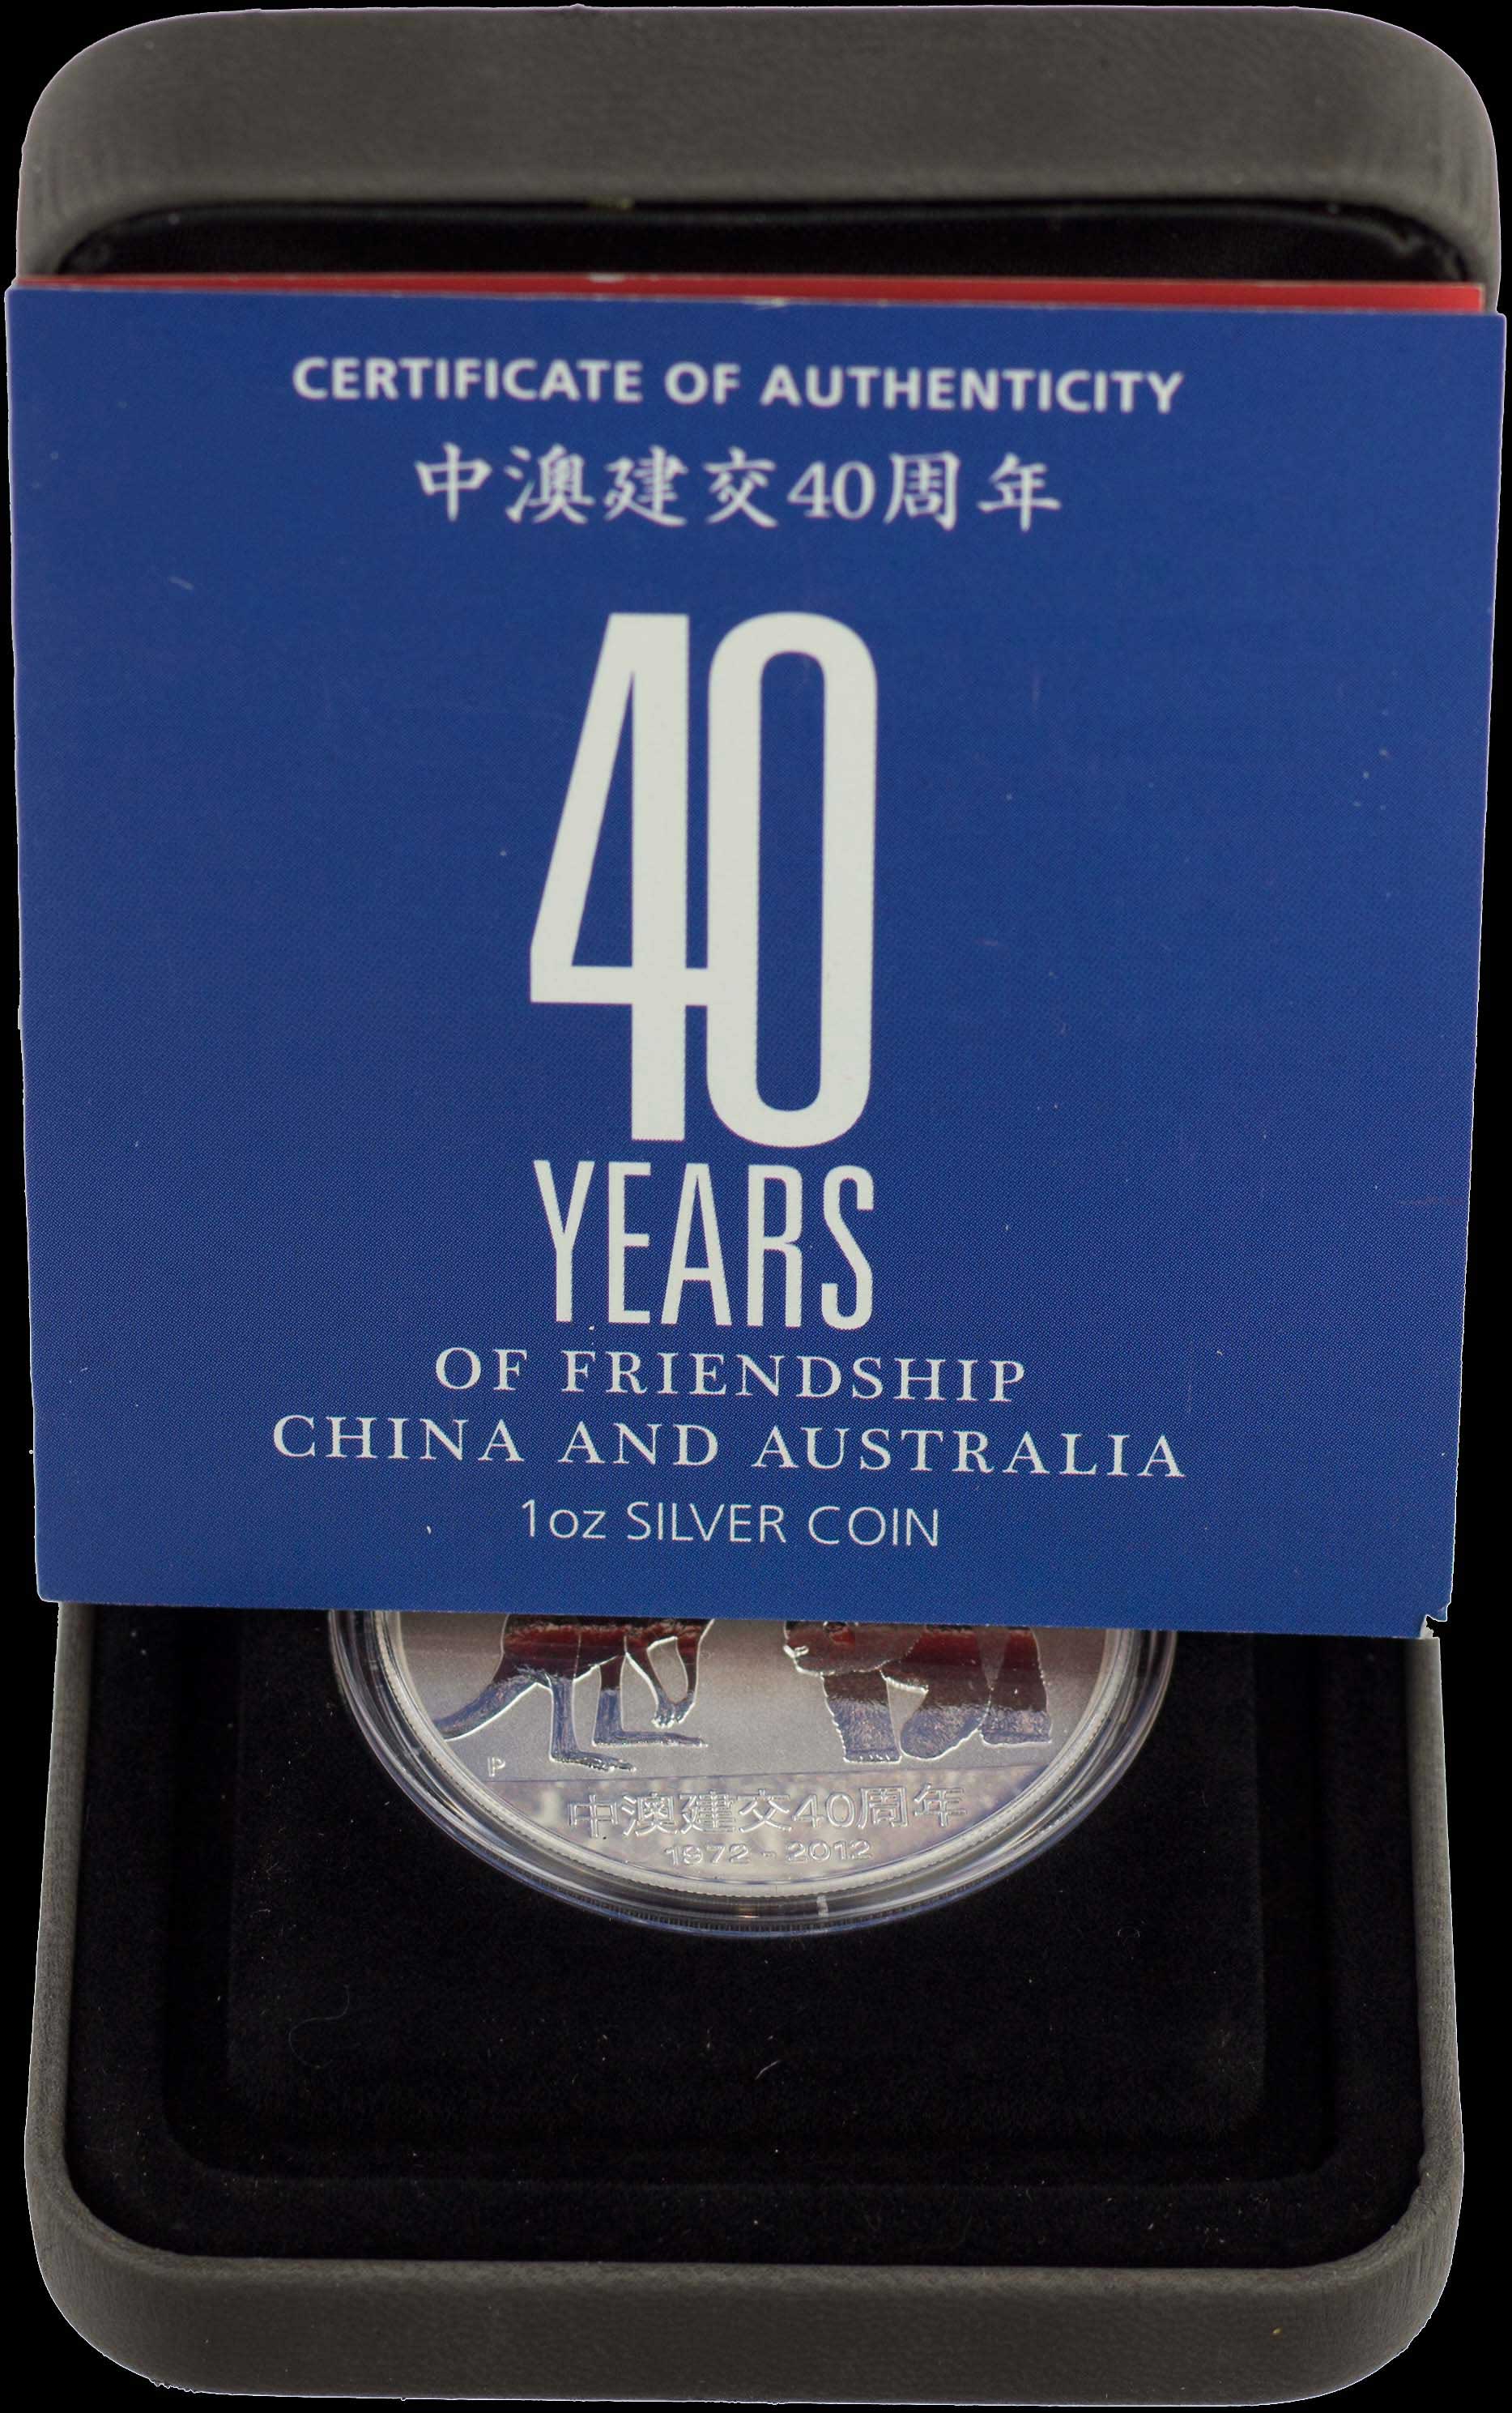 CERTIFICATE OF AUTHENTICITY
中澳建交40周年
40
YEARS
OF FRIENDSHIP
CHINA AND AUSTRALIA
1oz SILVER COIN
P
中澳建交40周年
1972 - 2012